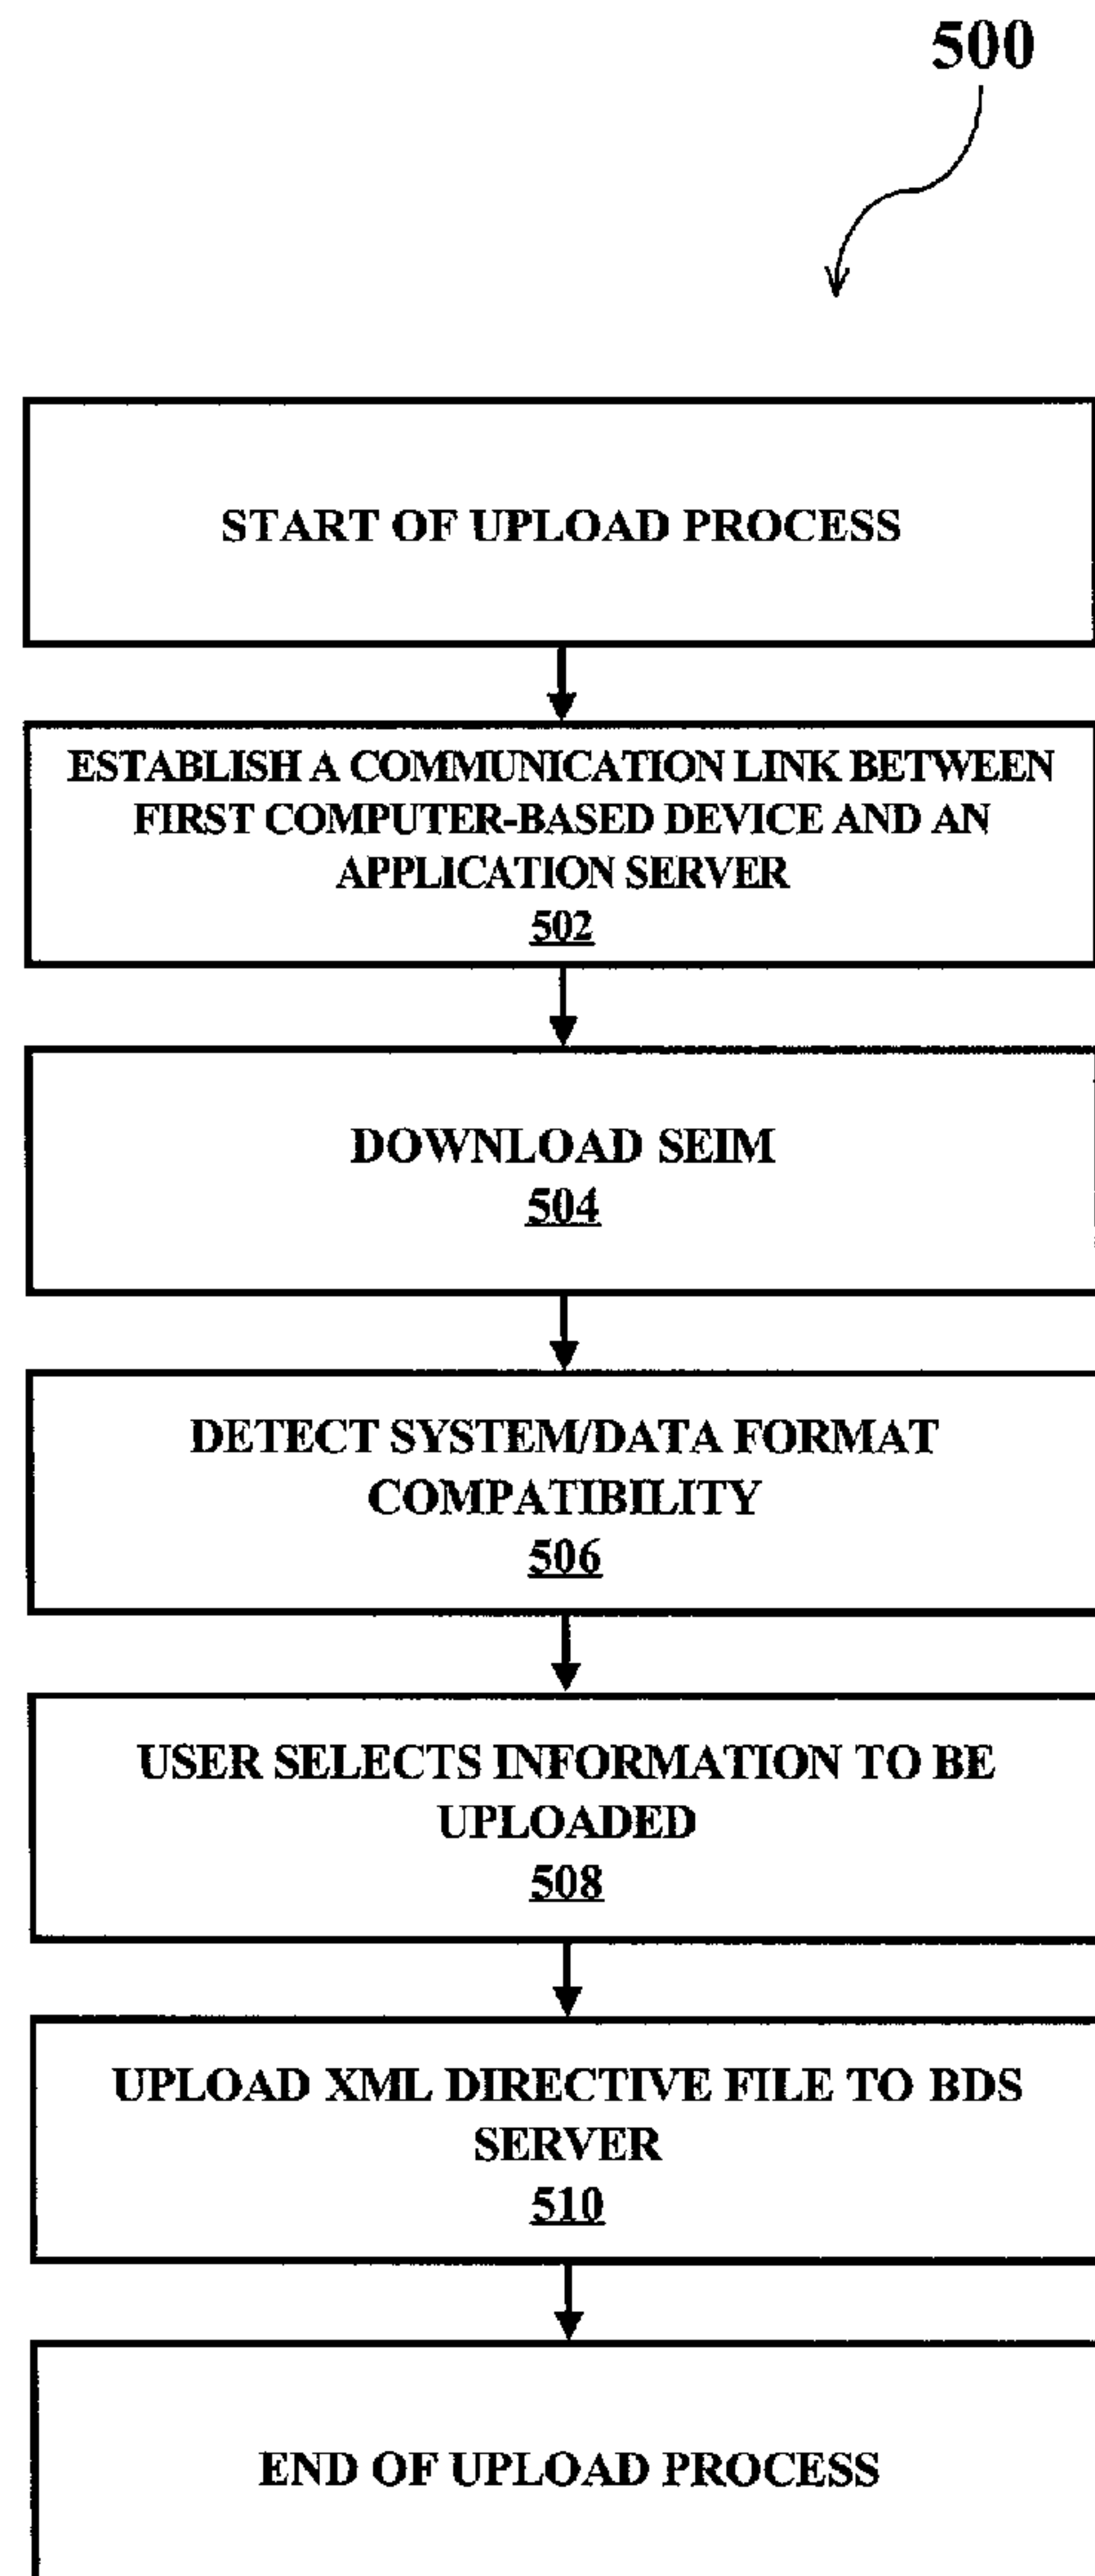 500
START OF UPLOAD PROCESS
ESTABLISH A COMMUNICATION LINK BETWEEN
FIRST COMPUTER-BASED DEVICE AND AN
APPLICATION SERVER
502
DOWNLOAD SEIM
504
DETECT SYSTEM/DATA FORMAT
COMPATIBILITY
506
USER SELECTS INFORMATION TO BE
UPLOADED
508
UPLOAD XML DIRECTIVE FILE TO BDS
SERVER
510
END OF UPLOAD PROCESS